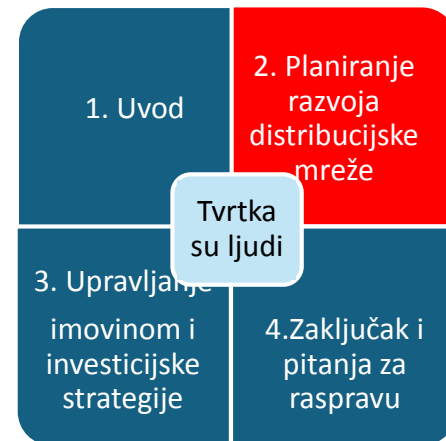 1. Uvod
2. Planiranje
razvoja
distribucijske
mreže
Tvrtka
su ljudi
3. Upravljanje
imovinom i
investicijske
strategije
4.Zaključak i
pitanja za
raspravu